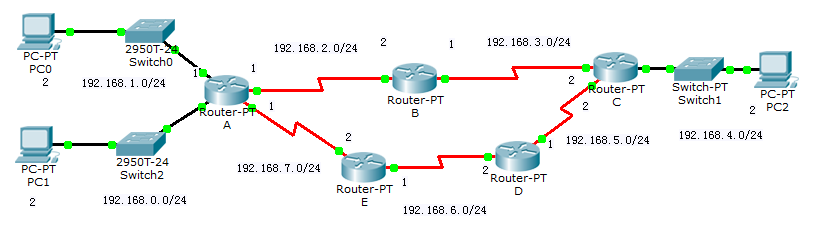 PC-PT
PC0
2
2950T-24
Switch0
192.168.1.0/24
1
1
1
Router-PT
A
192.168.2.0/24
2
1
Router-PT
B
192.168.3.0/24
2
Router-PT
C
2
Switch-PT
Switch1
2
PC-PT
PC2
192.168.4.0/24
PC-PT
PC1
2
2950T-24
Switch2
192.168.0.0/24
192.168.7.0/24
2
Router-PT
E
1
192.168.6.0/24
2
Router-PT
D
1
192.168.5.0/24